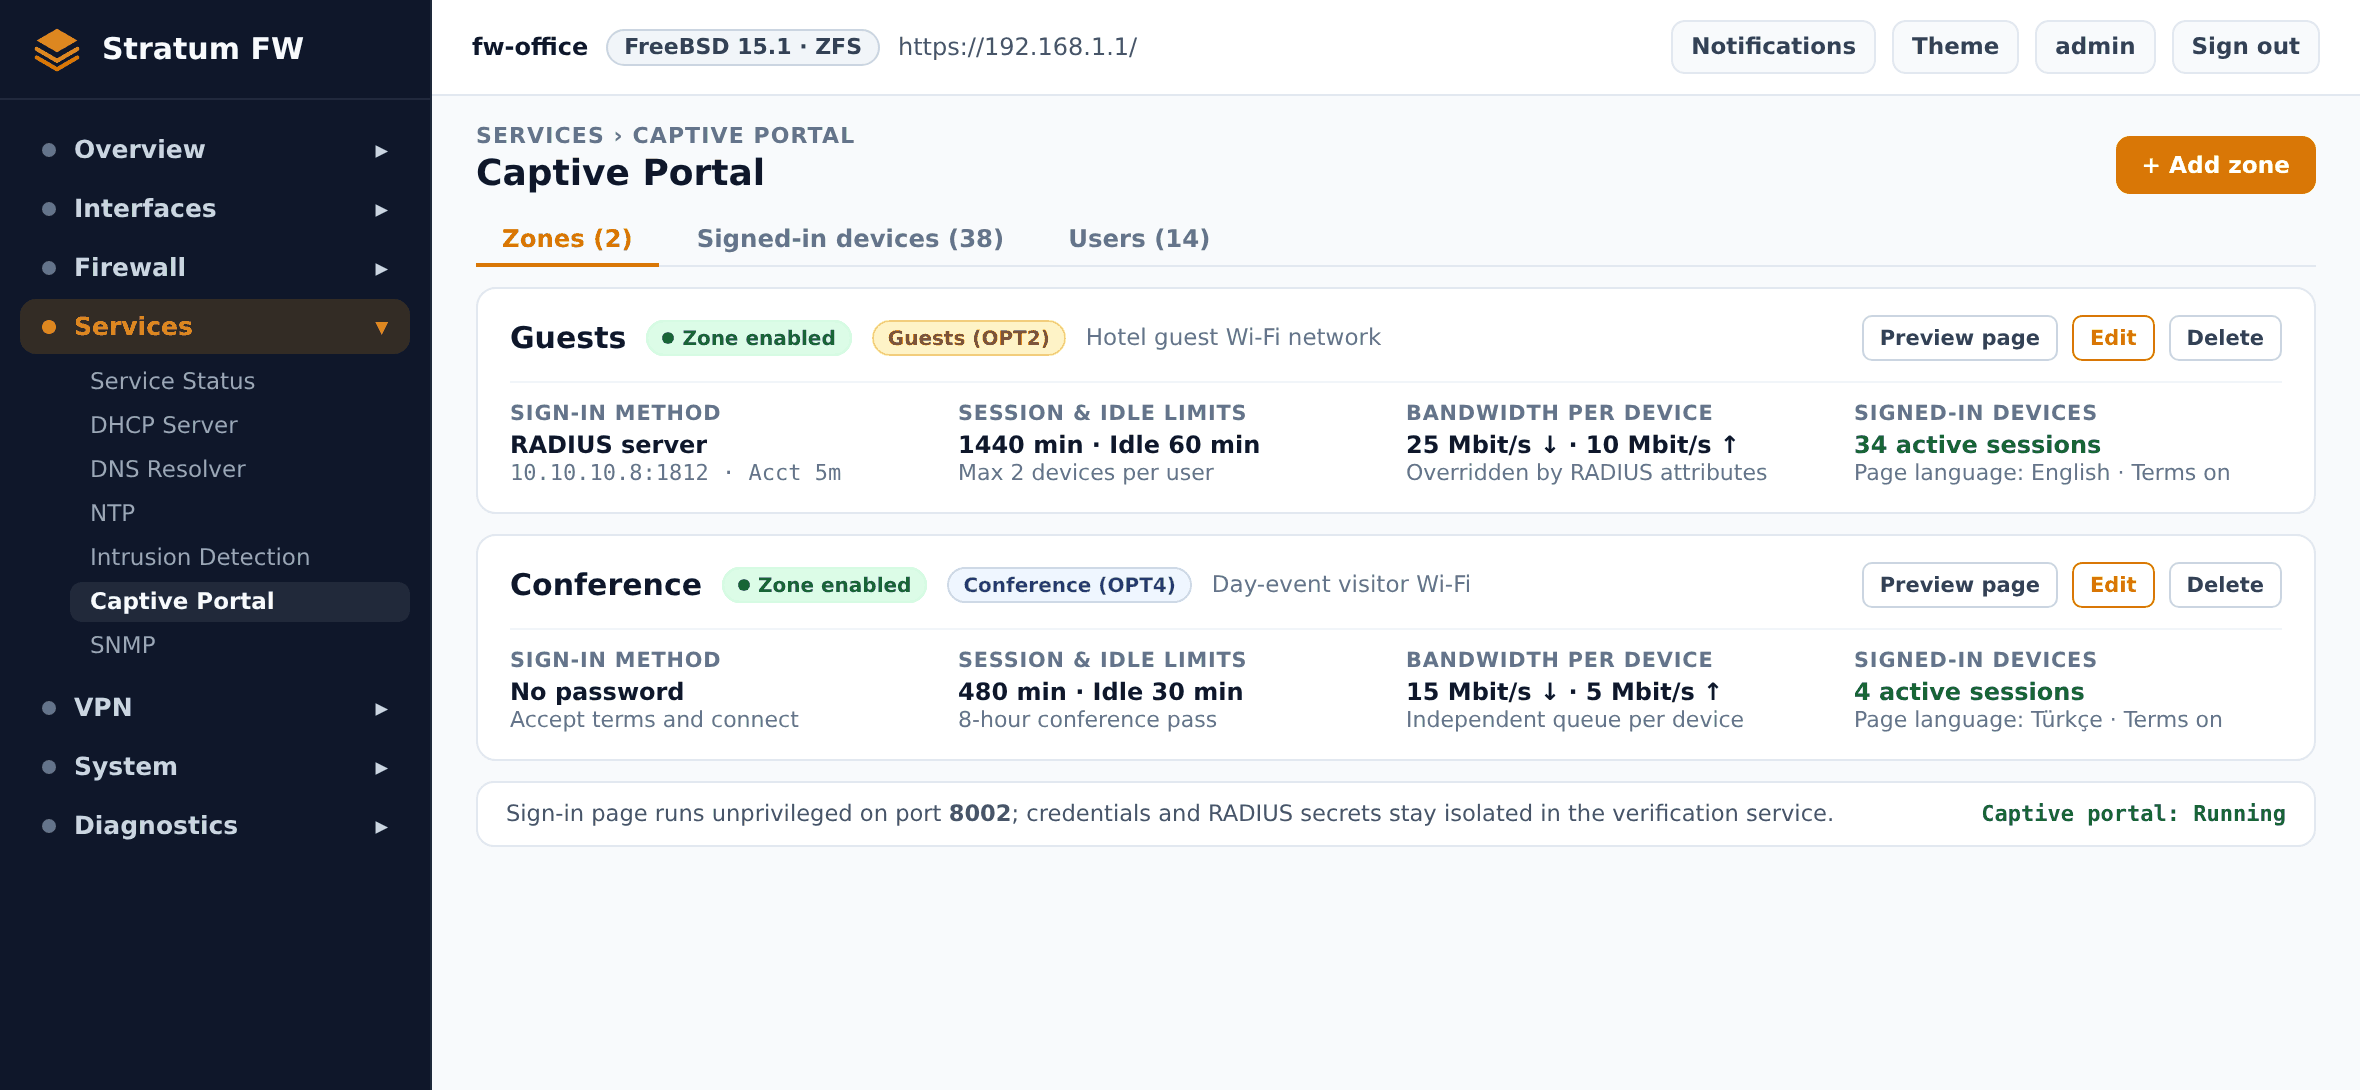 Stratum FW
fw-office
FreeBSD 15.1 · ZFS
https://192.168.1.1/
Notifications
Theme
admin
Sign out
Overview ▶
Interfaces ▶
Firewall ▶
Services ▼
Service Status
DHCP Server
DNS Resolver
NTP
Intrusion Detection
Captive Portal
SNMP
VPN ▶
System ▶
Diagnostics ▶
SERVICES › CAPTIVE PORTAL
Captive Portal
+ Add zone
Zones (2)
Signed-in devices (38)
Users (14)
Guests
Zone enabled
Guests (OPT2)
Hotel guest Wi-Fi network
Preview page
Edit
Delete
SIGN-IN METHOD
RADIUS server
10.10.10.8:1812 · Acct 5m
SESSION & IDLE LIMITS
1440 min · Idle 60 min
Max 2 devices per user
BANDWIDTH PER DEVICE
25 Mbit/s ↓ · 10 Mbit/s ↑
Overridden by RADIUS attributes
SIGNED-IN DEVICES
34 active sessions
Page language: English · Terms on
Conference
Zone enabled
Conference (OPT4)
Day-event visitor Wi-Fi
Preview page
Edit
Delete
SIGN-IN METHOD
No password
Accept terms and connect
SESSION & IDLE LIMITS
480 min · Idle 30 min
8-hour conference pass
BANDWIDTH PER DEVICE
15 Mbit/s ↓ · 5 Mbit/s ↑
Independent queue per device
SIGNED-IN DEVICES
4 active sessions
Page language: Türkçe · Terms on
Sign-in page runs unprivileged on port 8002; credentials and RADIUS secrets stay isolated in the verification service.
Captive portal: Running